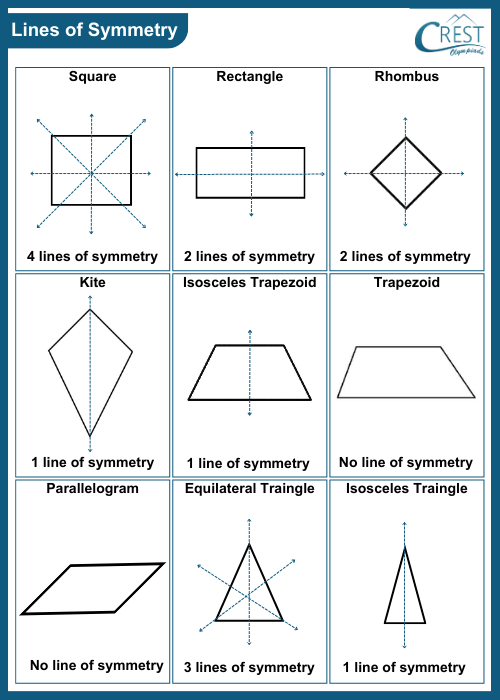 Lines of Symmetry
CREST
Olympiads
Square
Rectangle
Rhombus
4 lines of symmetry
2 lines of symmetry
2 lines of symmetry
Kite
Isosceles Trapezoid
Trapezoid
1 line of symmetry
1 line of symmetry
No line of symmetry
Parallelogram
Equilateral Traingle
Isosceles Traingle
No line of symmetry
3 lines of symmetry
1 line of symmetry